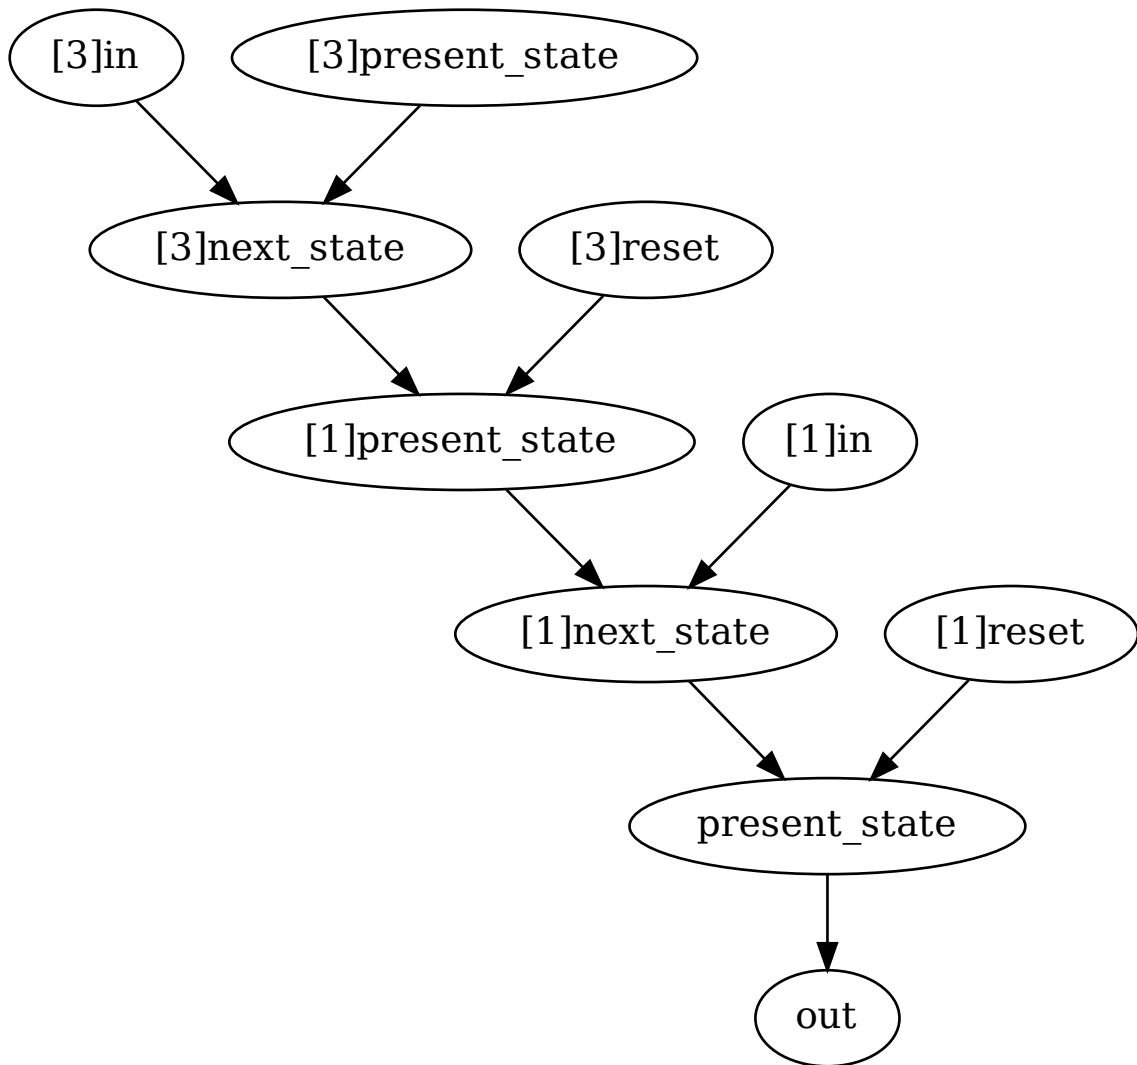 [3]in
[3]present_state
[3]next_state
[3]reset
[1]present_state
[1]in
[1]next_state
[1]reset
present_state
out